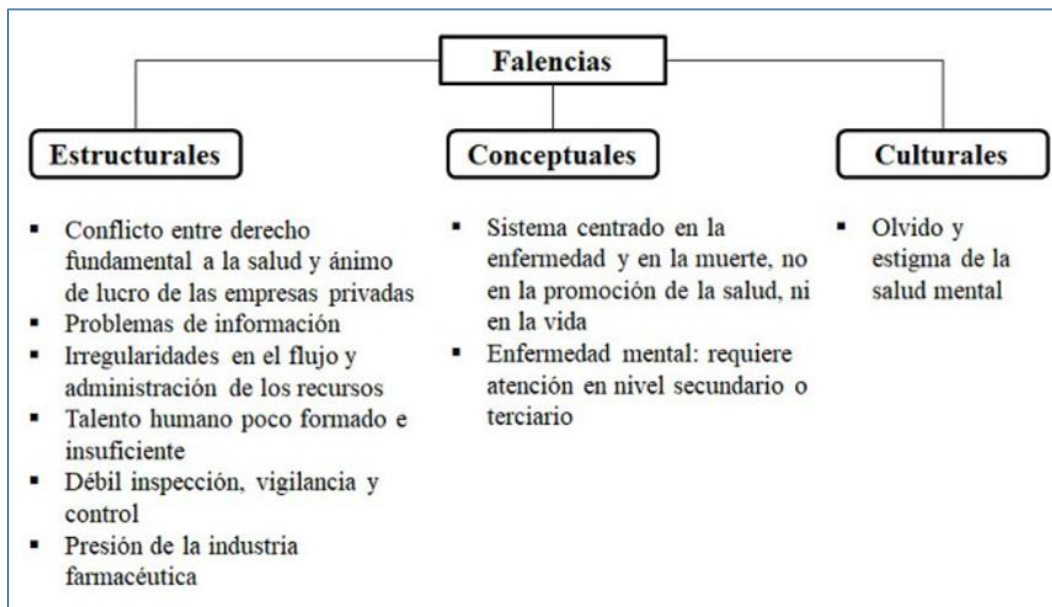 Falencias
Estructurales
▪ Conflicto entre derecho
fundamental a la salud y ánimo
de lucro de las empresas privadas
▪ Problemas de información
▪ Irregularidades en el flujo y
administración de los recursos
▪ Talento humano poco formado e
insuficiente
▪ Débil inspección, vigilancia y
control
▪ Presión de la industria
farmacéutica
Conceptuales
▪ Sistema centrado en la
enfermedad y en la muerte, no
en la promoción de la salud, ni
en la vida
▪ Enfermedad mental: requiere
atención en nivel secundario o
terciario
Culturales
▪ Olvido y
estigma de la
salud mental